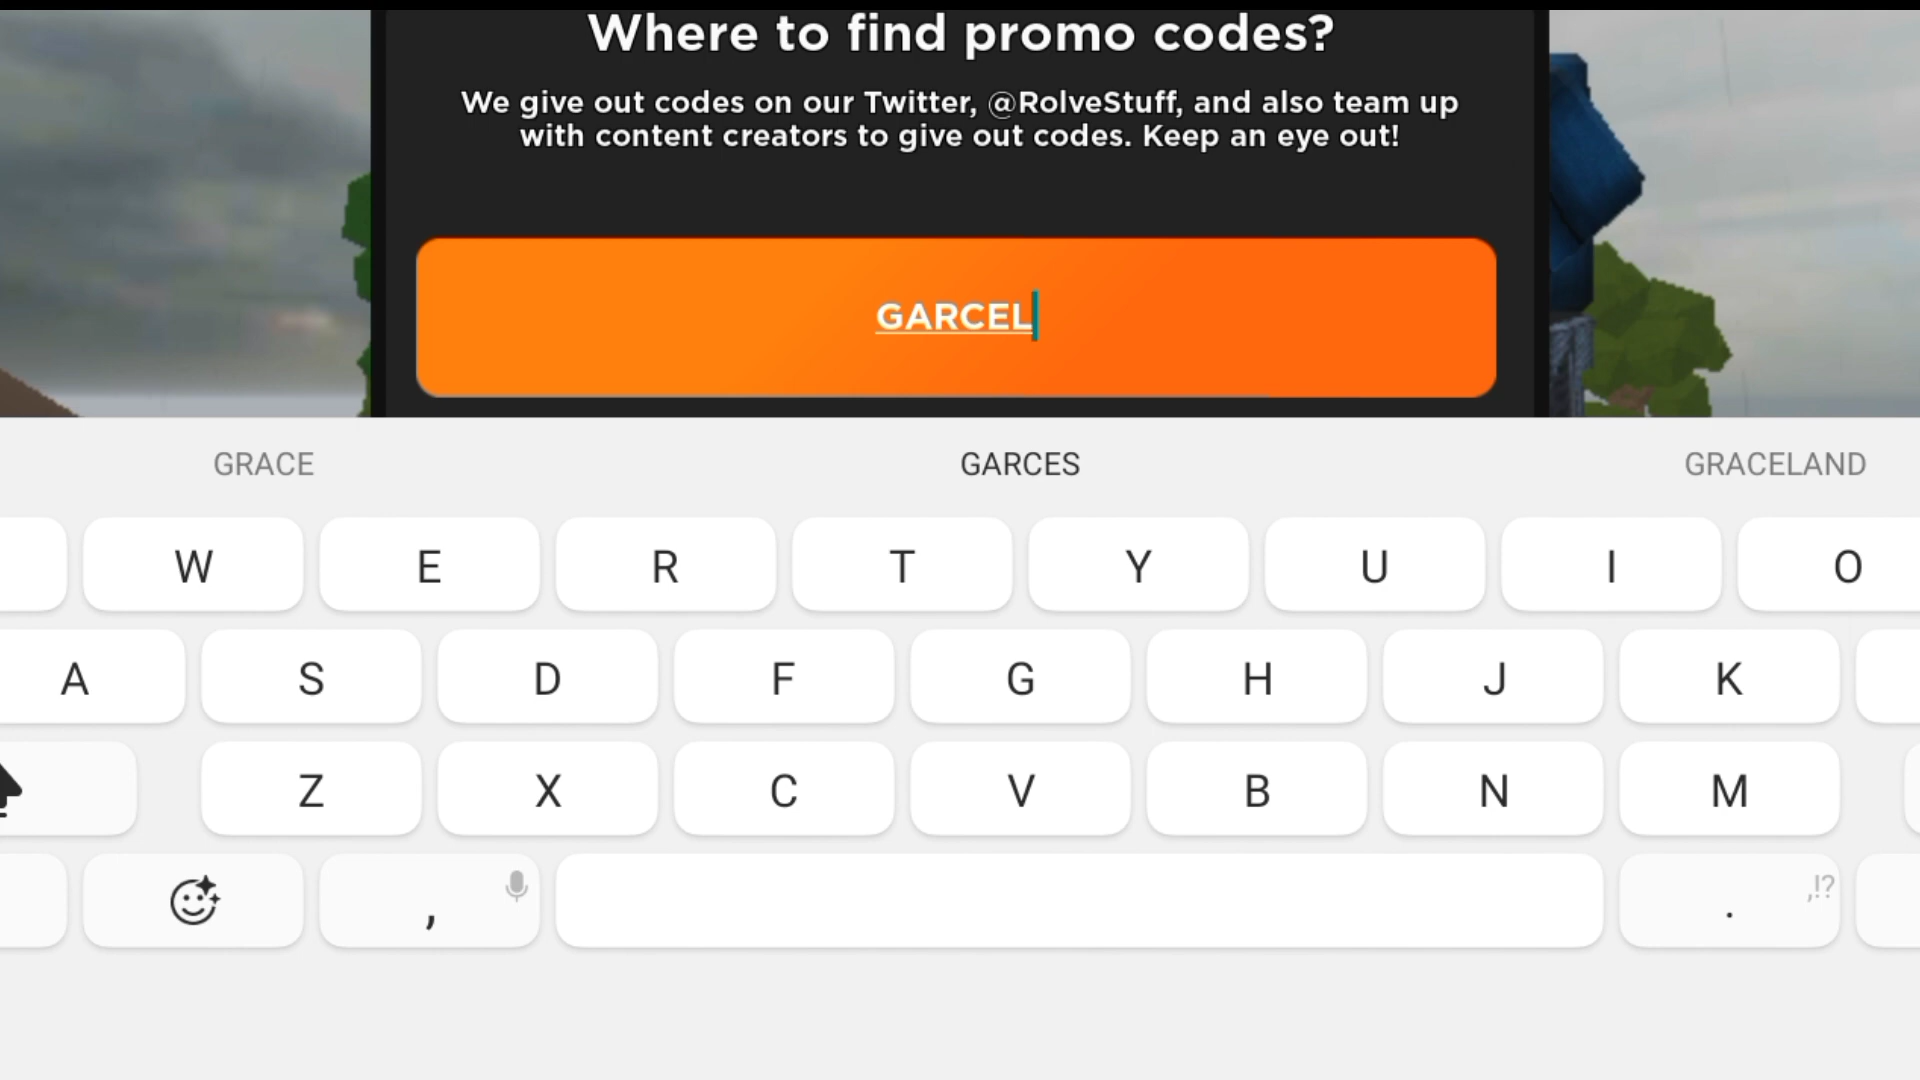 Where to find promo codes?
We give out codes on our Twitter, @RolveStuff, and also team up
with content creators to give out codes. Keep an eye out!
GARCEL
GRACE GARCES GRACELAND
W E R T Y U I O
A S D F G H J K
Z X C V B N M
, . ,!?